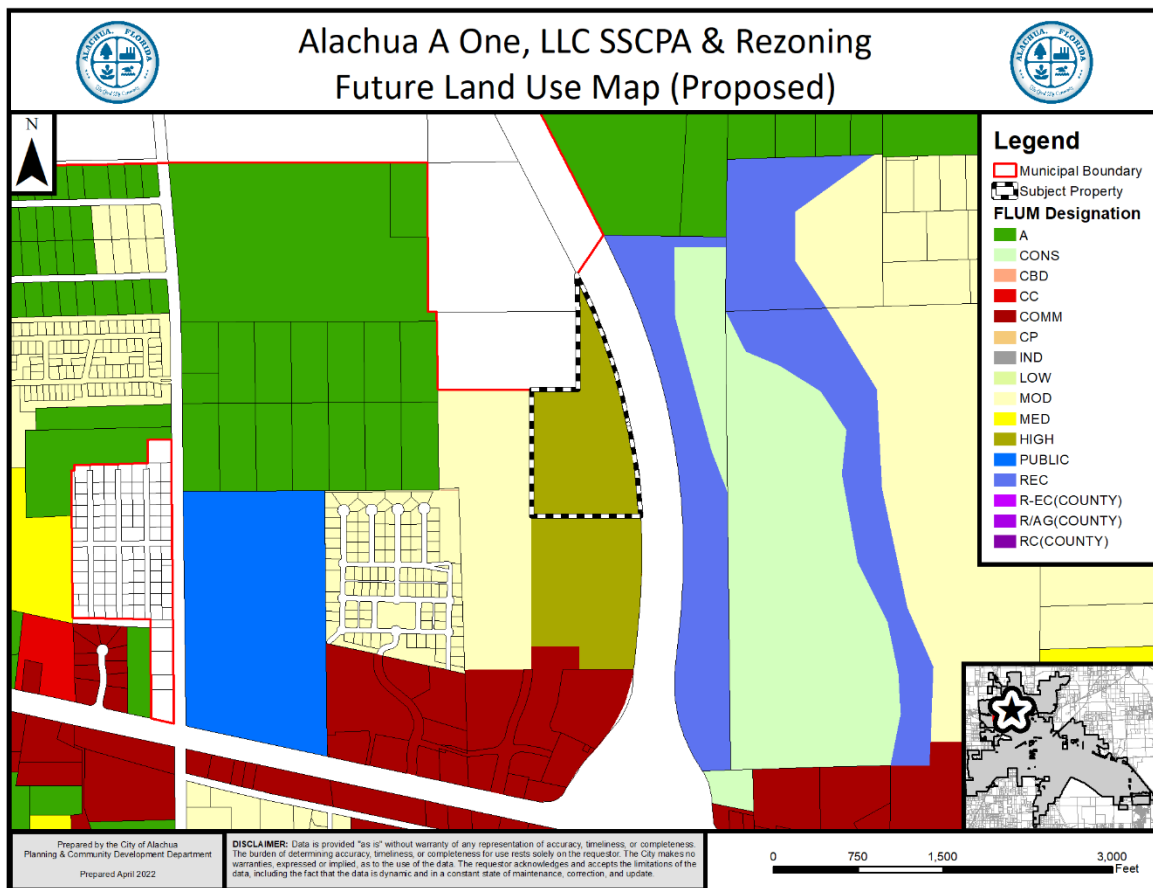 Alachua A One, LLC SSCPA & Rezoning
Future Land Use Map (Proposed)
ALACHUA, FLORIDA
ALACHUA, FLORIDA
N
Legend
Municipal Boundary
Subject Property
FLUM Designation
A
CONS
CBD
CC
COMM
CP
IND
LOW
MOD
MED
HIGH
PUBLIC
REC
R-EC(COUNTY)
R/AG(COUNTY)
RC(COUNTY)
Prepared by the City of Alachua
Planning & Community Development Department
Prepared April 2022
DISCLAIMER: Data is provided "as is" without warranty of any representation of accuracy, timeliness, or completeness.
The burden of determining accuracy, timeliness, or completeness for use rests solely on the requestor. The City makes no
warranties, expressed or implied, as to the use of the data. The requestor acknowledges and accepts the limitations of the
data, including the fact that the data is dynamic and in a constant state of maintenance, correction, and update.
0 750 1,500 3,000
Feet